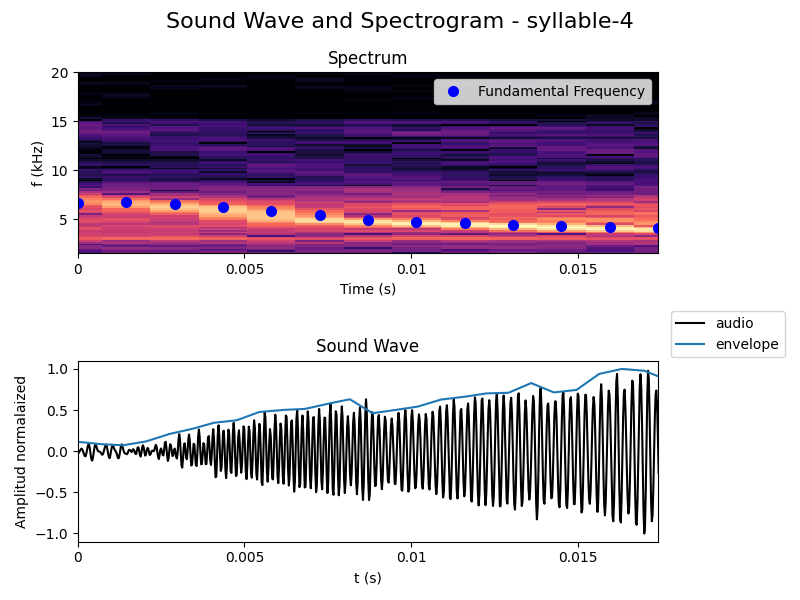 Sound Wave and Spectrogram - syllable-4
Spectrum
20
15
10
5
f (kHz)
Fundamental Frequency
0
0.005
0.01
0.015
Time (s)
audio
envelope
Sound Wave
1.0
0.5
0.0
−0.5
−1.0
Amplitud normalaized
0
0.005
0.01
0.015
t (s)